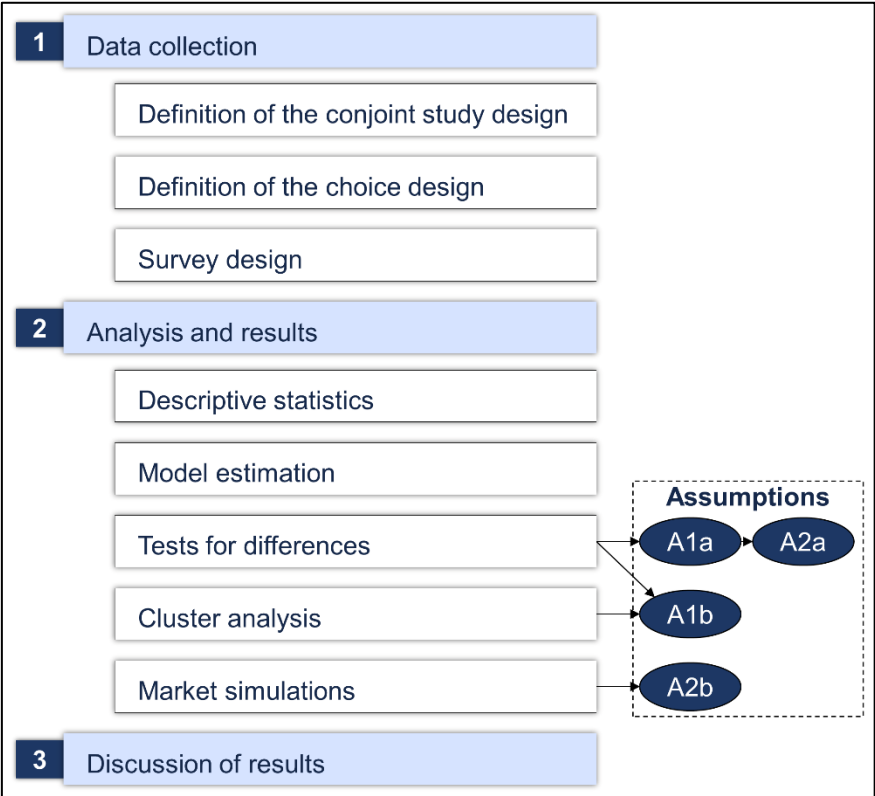 1 Data collection
Definition of the conjoint study design
Definition of the choice design
Survey design
2 Analysis and results
Descriptive statistics
Model estimation
Assumptions
Tests for differences A1a A2a
Cluster analysis A1b
Market simulations A2b
3 Discussion of results